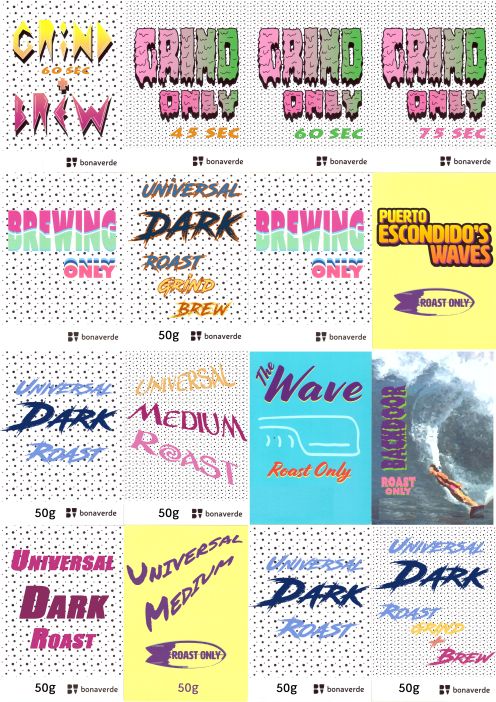 GRIND
60 SEC
+
BREW
bonaverde
GRIND
ONLY
45 SEC
bonaverde
GRIND
ONLY
60 SEC
bonaverde
GRIND
ONLY
75 SEC
bonaverde
BREWING
ONLY
bonaverde
UNIVERSAL
DARK
ROAST
GRIND
BREW
50g bonaverde
BREWING
ONLY
bonaverde
PUERTO
ESCONDIDO'S
WAVES
ROAST ONLY
UNIVERSAL
DARK
ROAST
50g bonaverde
UNIVERSAL
MEDIUM
ROAST
50g bonaverde
The
Wave
Roast Only
BACKDOOR
ROAST
ONLY
UNIVERSAL
DARK
ROAST
50g bonaverde
UNIVERSAL
MEDIUM
ROAST ONLY
50g
UNIVERSAL
DARK
ROAST
50g bonaverde
UNIVERSAL
DARK
ROAST
GRIND
+
BREW
50g bonaverde